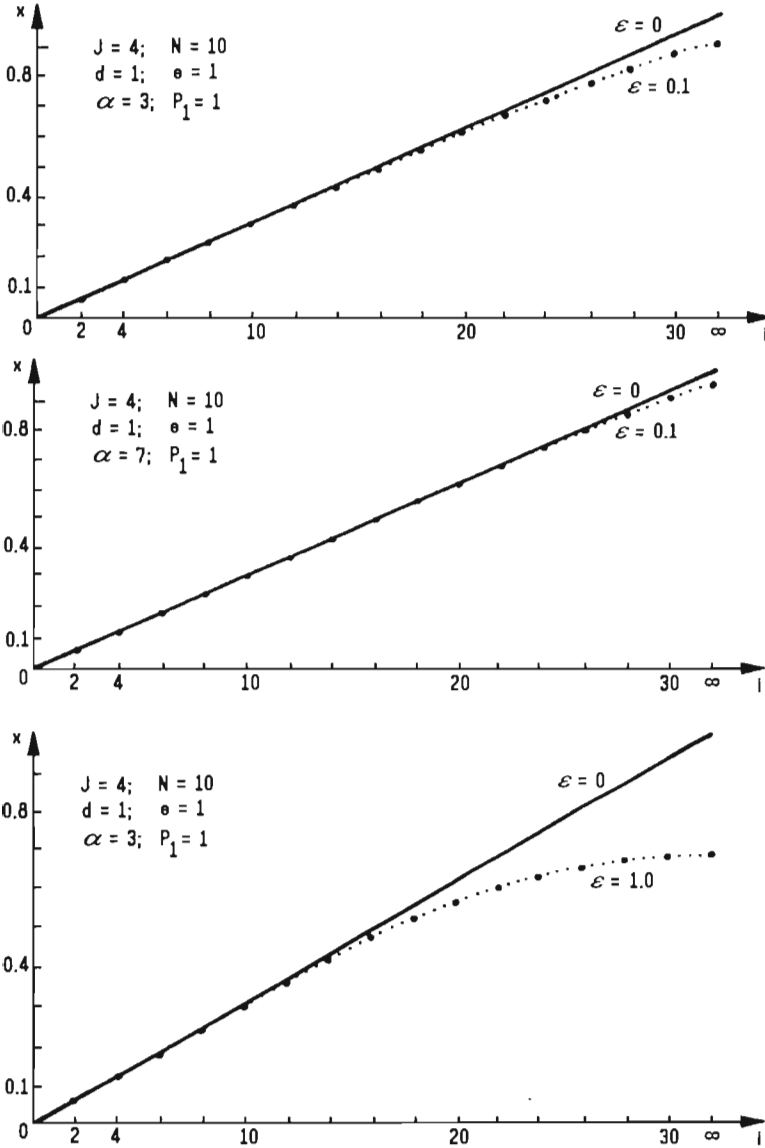 x
ε = 0
J = 4; N = 10
d = 1; e = 1
α = 3; P₁ = 1
ε = 0.1
0.8
0.4
0.1
0 2 4 10 20 30 ∞ i
x
ε = 0
J = 4; N = 10
d = 1; e = 1
α = 7; P₁ = 1
ε = 0.1
0.8
0.4
0.1
0 2 4 10 20 30 ∞ i
x
ε = 0
J = 4; N = 10
d = 1; e = 1
α = 3; P₁ = 1
ε = 1.0
0.8
0.4
0.1
0 2 4 10 20 30 ∞ i